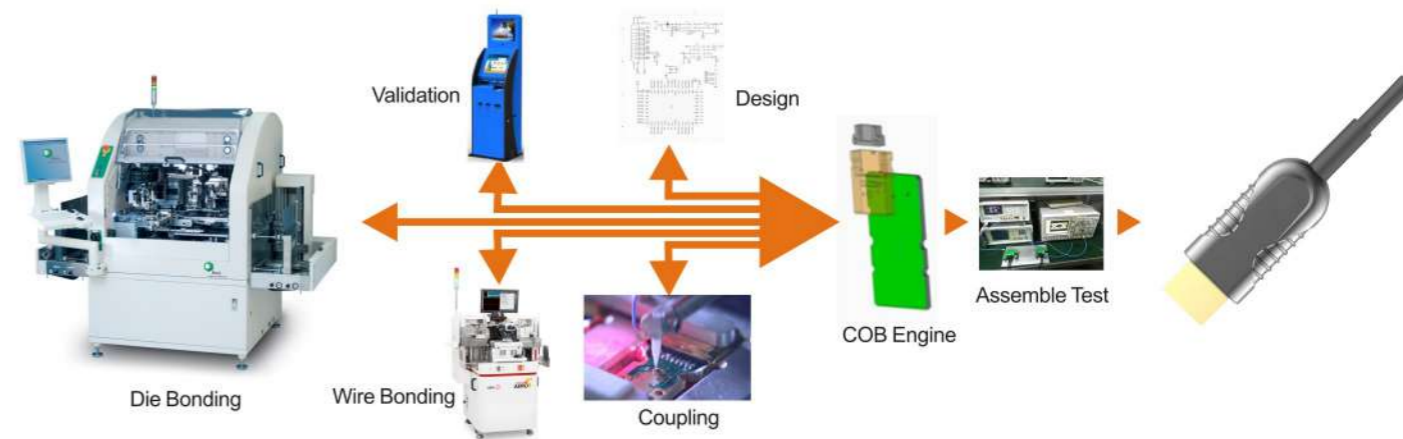 Validation
Design
Die Bonding
Wire Bonding
Coupling
COB Engine
Assemble Test